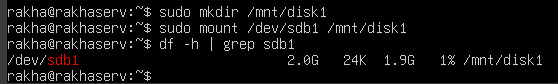 rakha@rakhaserv:~$ sudo mkdir /mnt/disk1
rakha@rakhaserv:~$ sudo mount /dev/sdb1 /mnt/disk1
rakha@rakhaserv:~$ df -h | grep sdb1
/dev/sdb1 2.0G 24K 1.9G 1% /mnt/disk1
rakha@rakhaserv:~$